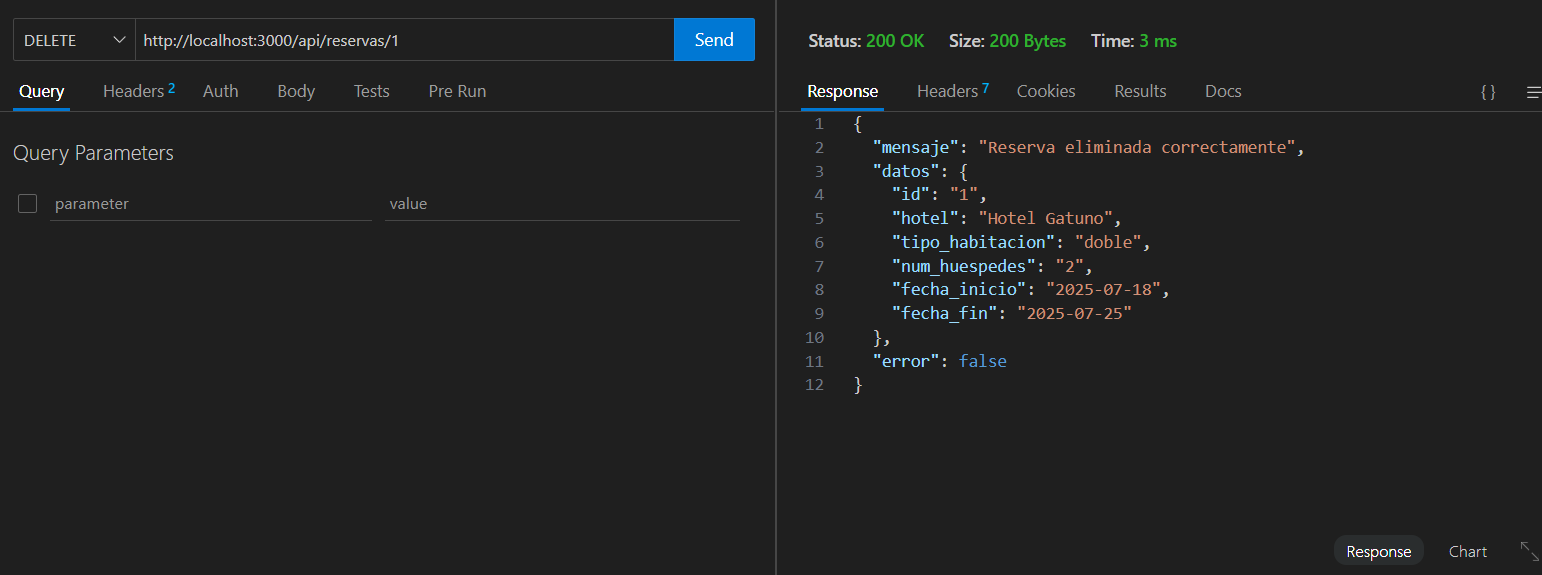 DELETE http://localhost:3000/api/reservas/1 Send
Query Headers 2 Auth Body Tests Pre Run
Query Parameters
parameter value
Status: 200 OK Size: 200 Bytes Time: 3 ms
Response Headers 7 Cookies Results Docs { }
1 {
2 "mensaje": "Reserva eliminada correctamente",
3 "datos": {
4 "id": "1",
5 "hotel": "Hotel Gatuno",
6 "tipo_habitacion": "doble",
7 "num_huespedes": "2",
8 "fecha_inicio": "2025-07-18",
9 "fecha_fin": "2025-07-25"
10 },
11 "error": false
12 }
Response Chart